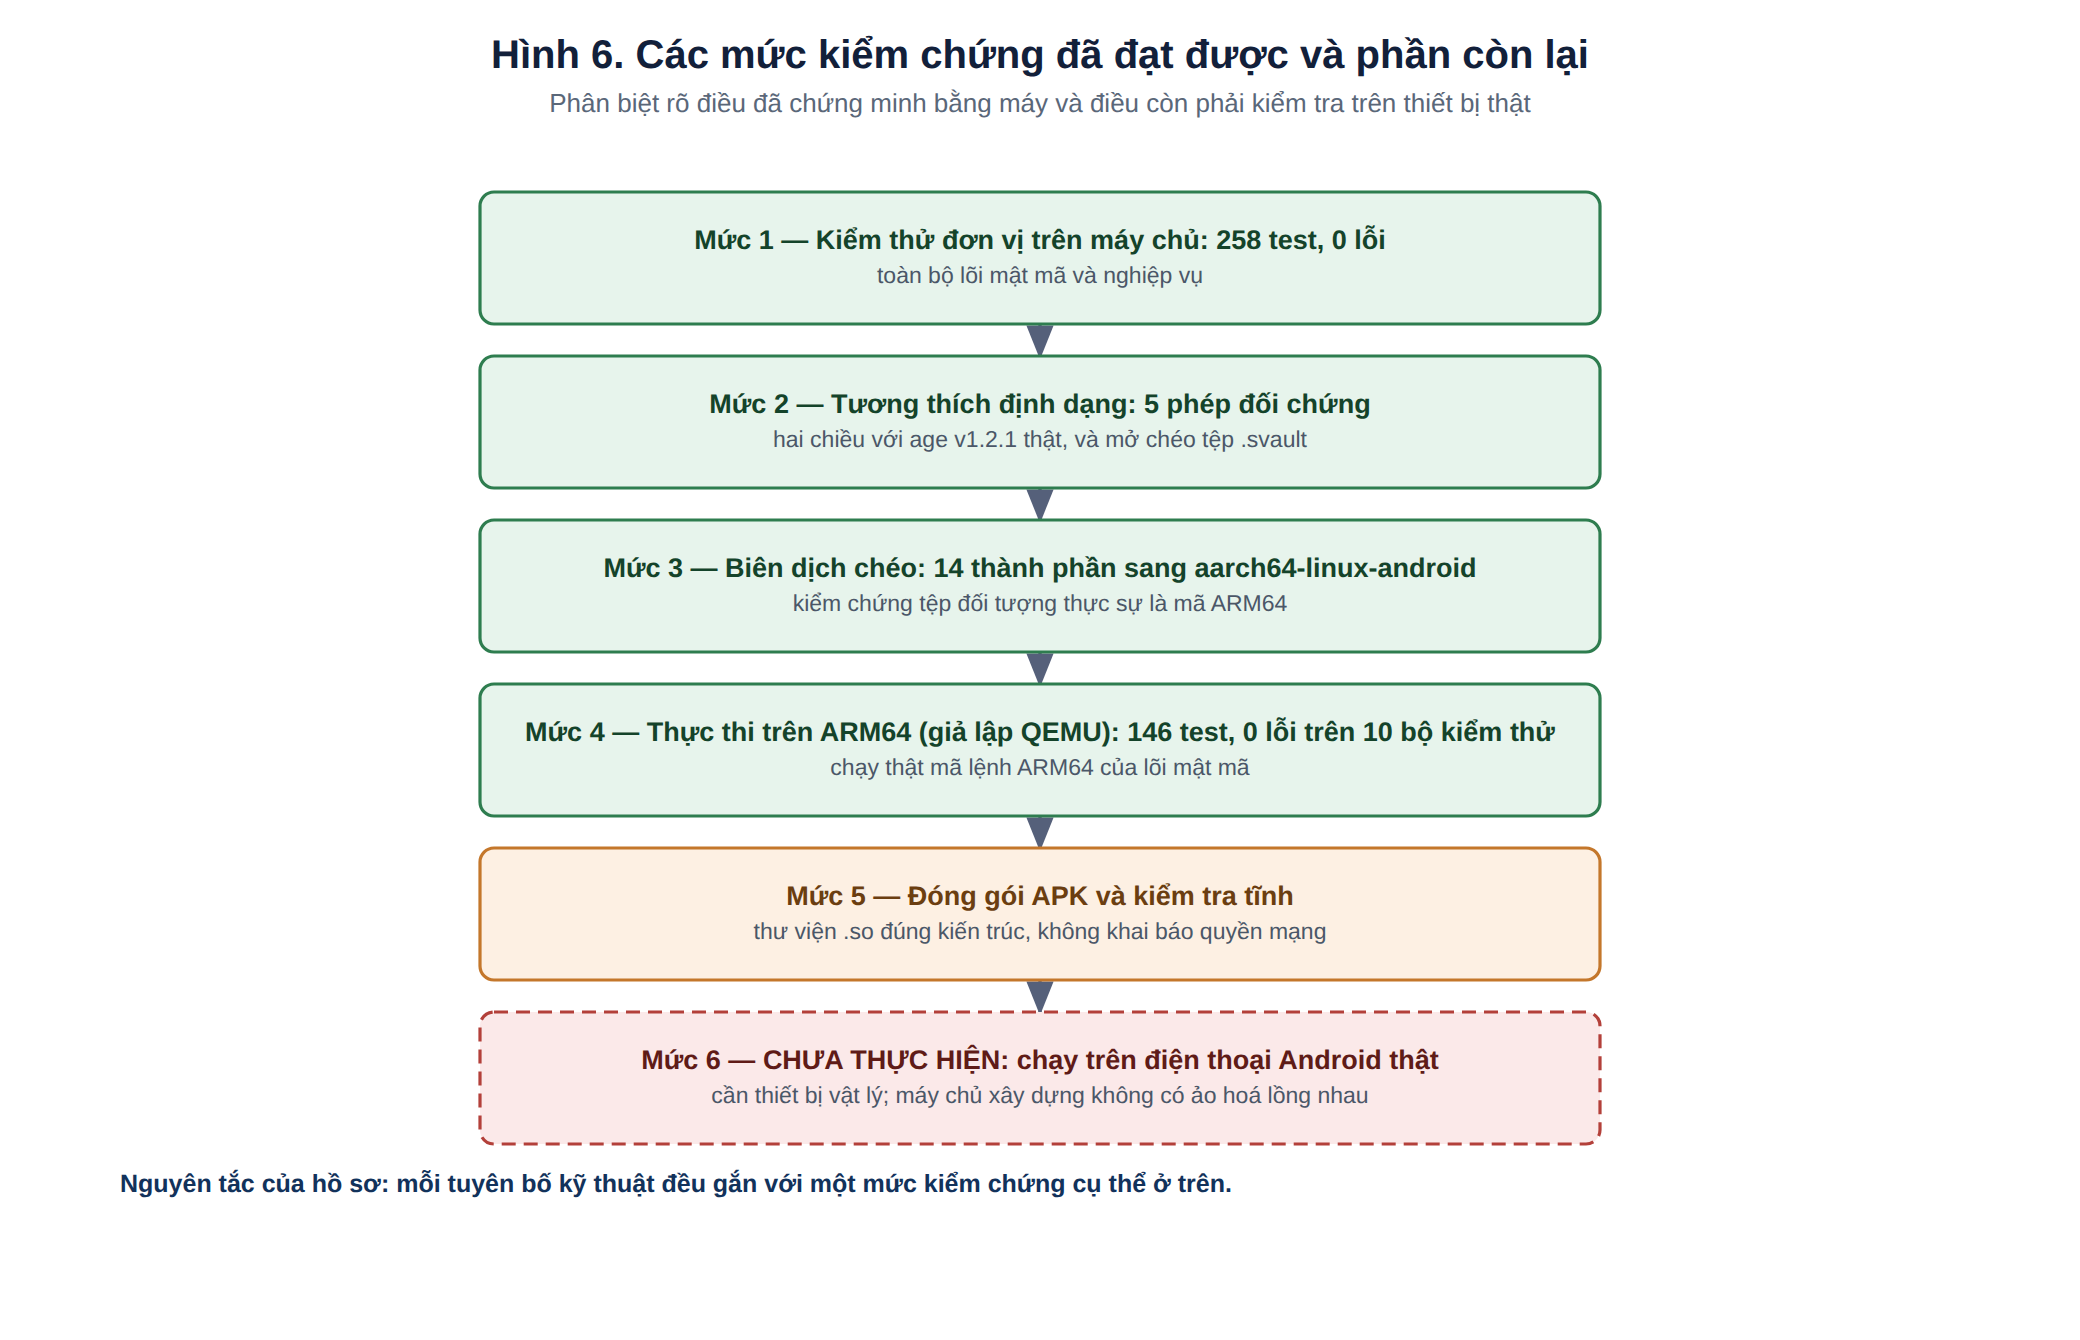 Hình 6. Các mức kiểm chứng đã đạt được và phần còn lại
Phân biệt rõ điều đã chứng minh bằng máy và điều còn phải kiểm tra trên thiết bị thật
Mức 1 — Kiểm thử đơn vị trên máy chủ: 258 test, 0 lỗi
toàn bộ lõi mật mã và nghiệp vụ
Mức 2 — Tương thích định dạng: 5 phép đối chứng
hai chiều với age v1.2.1 thật, và mở chéo tệp .svault
Mức 3 — Biên dịch chéo: 14 thành phần sang aarch64-linux-android
kiểm chứng tệp đối tượng thực sự là mã ARM64
Mức 4 — Thực thi trên ARM64 (giả lập QEMU): 146 test, 0 lỗi trên 10 bộ kiểm thử
chạy thật mã lệnh ARM64 của lõi mật mã
Mức 5 — Đóng gói APK và kiểm tra tĩnh
thư viện .so đúng kiến trúc, không khai báo quyền mạng
Mức 6 — CHƯA THỰC HIỆN: chạy trên điện thoại Android thật
cần thiết bị vật lý; máy chủ xây dựng không có ảo hoá lồng nhau
Nguyên tắc của hồ sơ: mỗi tuyên bố kỹ thuật đều gắn với một mức kiểm chứng cụ thể ở trên.